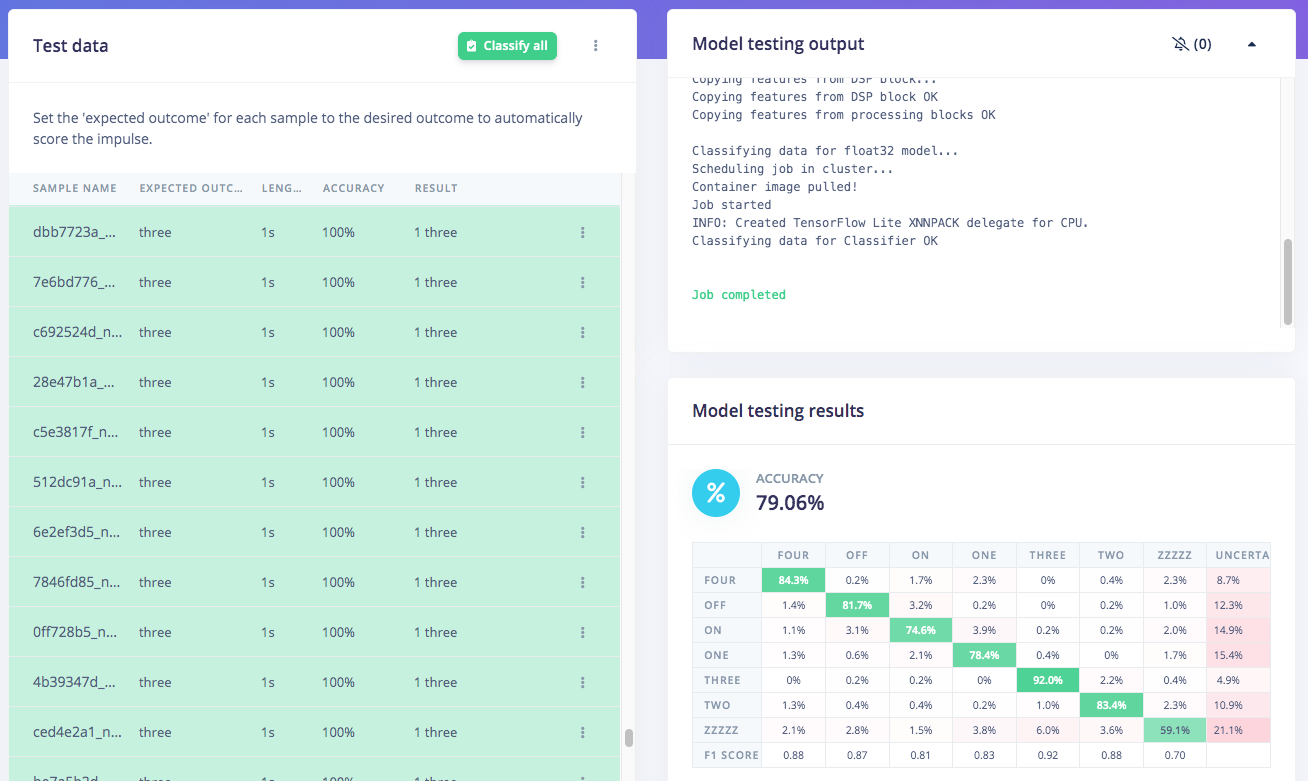 Test data
Classify all
Set the 'expected outcome' for each sample to the desired outcome to automatically
score the impulse.
SAMPLE NAME EXPECTED OUTC... LENG... ACCURACY RESULT
dbb7723a_... three 1s 100% 1 three
7e6bd776_... three 1s 100% 1 three
c692524d_n... three 1s 100% 1 three
28e47b1a_... three 1s 100% 1 three
c5e3817f_n... three 1s 100% 1 three
512dc91a_n... three 1s 100% 1 three
6e2ef3d5_n... three 1s 100% 1 three
7846fd85_n... three 1s 100% 1 three
0ff728b5_n... three 1s 100% 1 three
4b39347d_... three 1s 100% 1 three
ced4e2a1_n... three 1s 100% 1 three
three 1s 100% 1 three
Model testing output
(0)
Copying features from DSP block...
Copying features from DSP block OK
Copying features from processing blocks OK
Classifying data for float32 model...
Scheduling job in cluster...
Container image pulled!
Job started
INFO: Created TensorFlow Lite XNNPACK delegate for CPU.
Classifying data for Classifier OK
Job completed
Model testing results
%
ACCURACY
79.06%
FOUR OFF ON ONE THREE TWO ZZZZZ UNCERTA
FOUR 84.3% 0.2% 1.7% 2.3% 0% 0.4% 2.3% 8.7%
OFF 1.4% 81.7% 3.2% 0.2% 0% 0.2% 1.0% 12.3%
ON 1.1% 3.1% 74.6% 3.9% 0.2% 0.2% 2.0% 14.9%
ONE 1.3% 0.6% 2.1% 78.4% 0.4% 0% 1.7% 15.4%
THREE 0% 0.2% 0.2% 0% 92.0% 2.2% 0.4% 4.9%
TWO 1.3% 0.4% 0.4% 0.2% 1.0% 83.4% 2.3% 10.9%
ZZZZZ 2.1% 2.8% 1.5% 3.8% 6.0% 3.6% 59.1% 21.1%
F1 SCORE 0.88 0.87 0.81 0.83 0.92 0.88 0.70